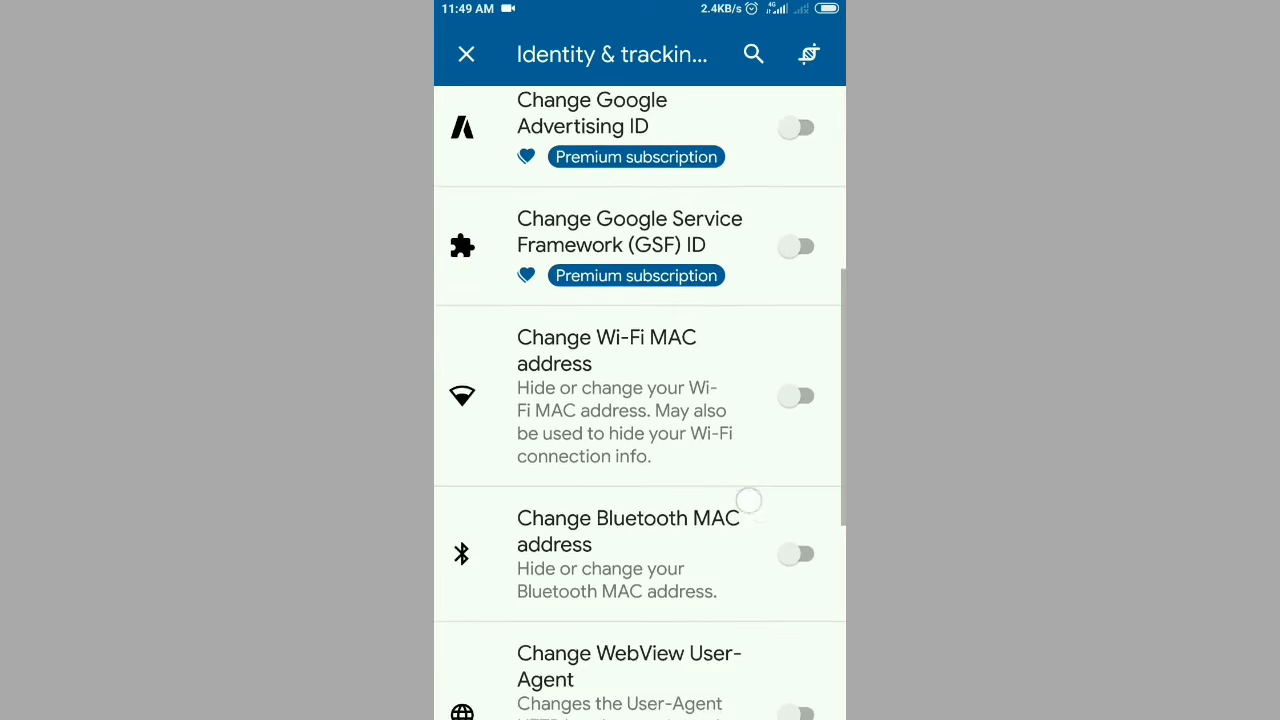 11:49 AM
2.4KB/s
4G
Identity & trackin...
Change Google
Advertising ID
Premium subscription
Change Google Service
Framework (GSF) ID
Premium subscription
Change Wi-Fi MAC
address
Hide or change your Wi-
Fi MAC address. May also
be used to hide your Wi-Fi
connection info.
Change Bluetooth MAC
address
Hide or change your
Bluetooth MAC address.
Change WebView User-
Agent
Changes the User-Agent